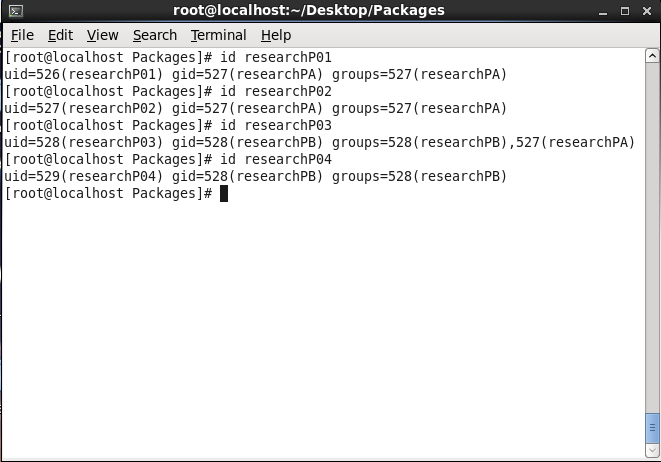 root@localhost:~/Desktop/Packages
File Edit View Search Terminal Help
[root@localhost Packages]# id researchP01
uid=526(researchP01) gid=527(researchPA) groups=527(researchPA)
[root@localhost Packages]# id researchP02
uid=527(researchP02) gid=527(researchPA) groups=527(researchPA)
[root@localhost Packages]# id researchP03
uid=528(researchP03) gid=528(researchPB) groups=528(researchPB),527(researchPA)
[root@localhost Packages]# id researchP04
uid=529(researchP04) gid=528(researchPB) groups=528(researchPB)
[root@localhost Packages]#